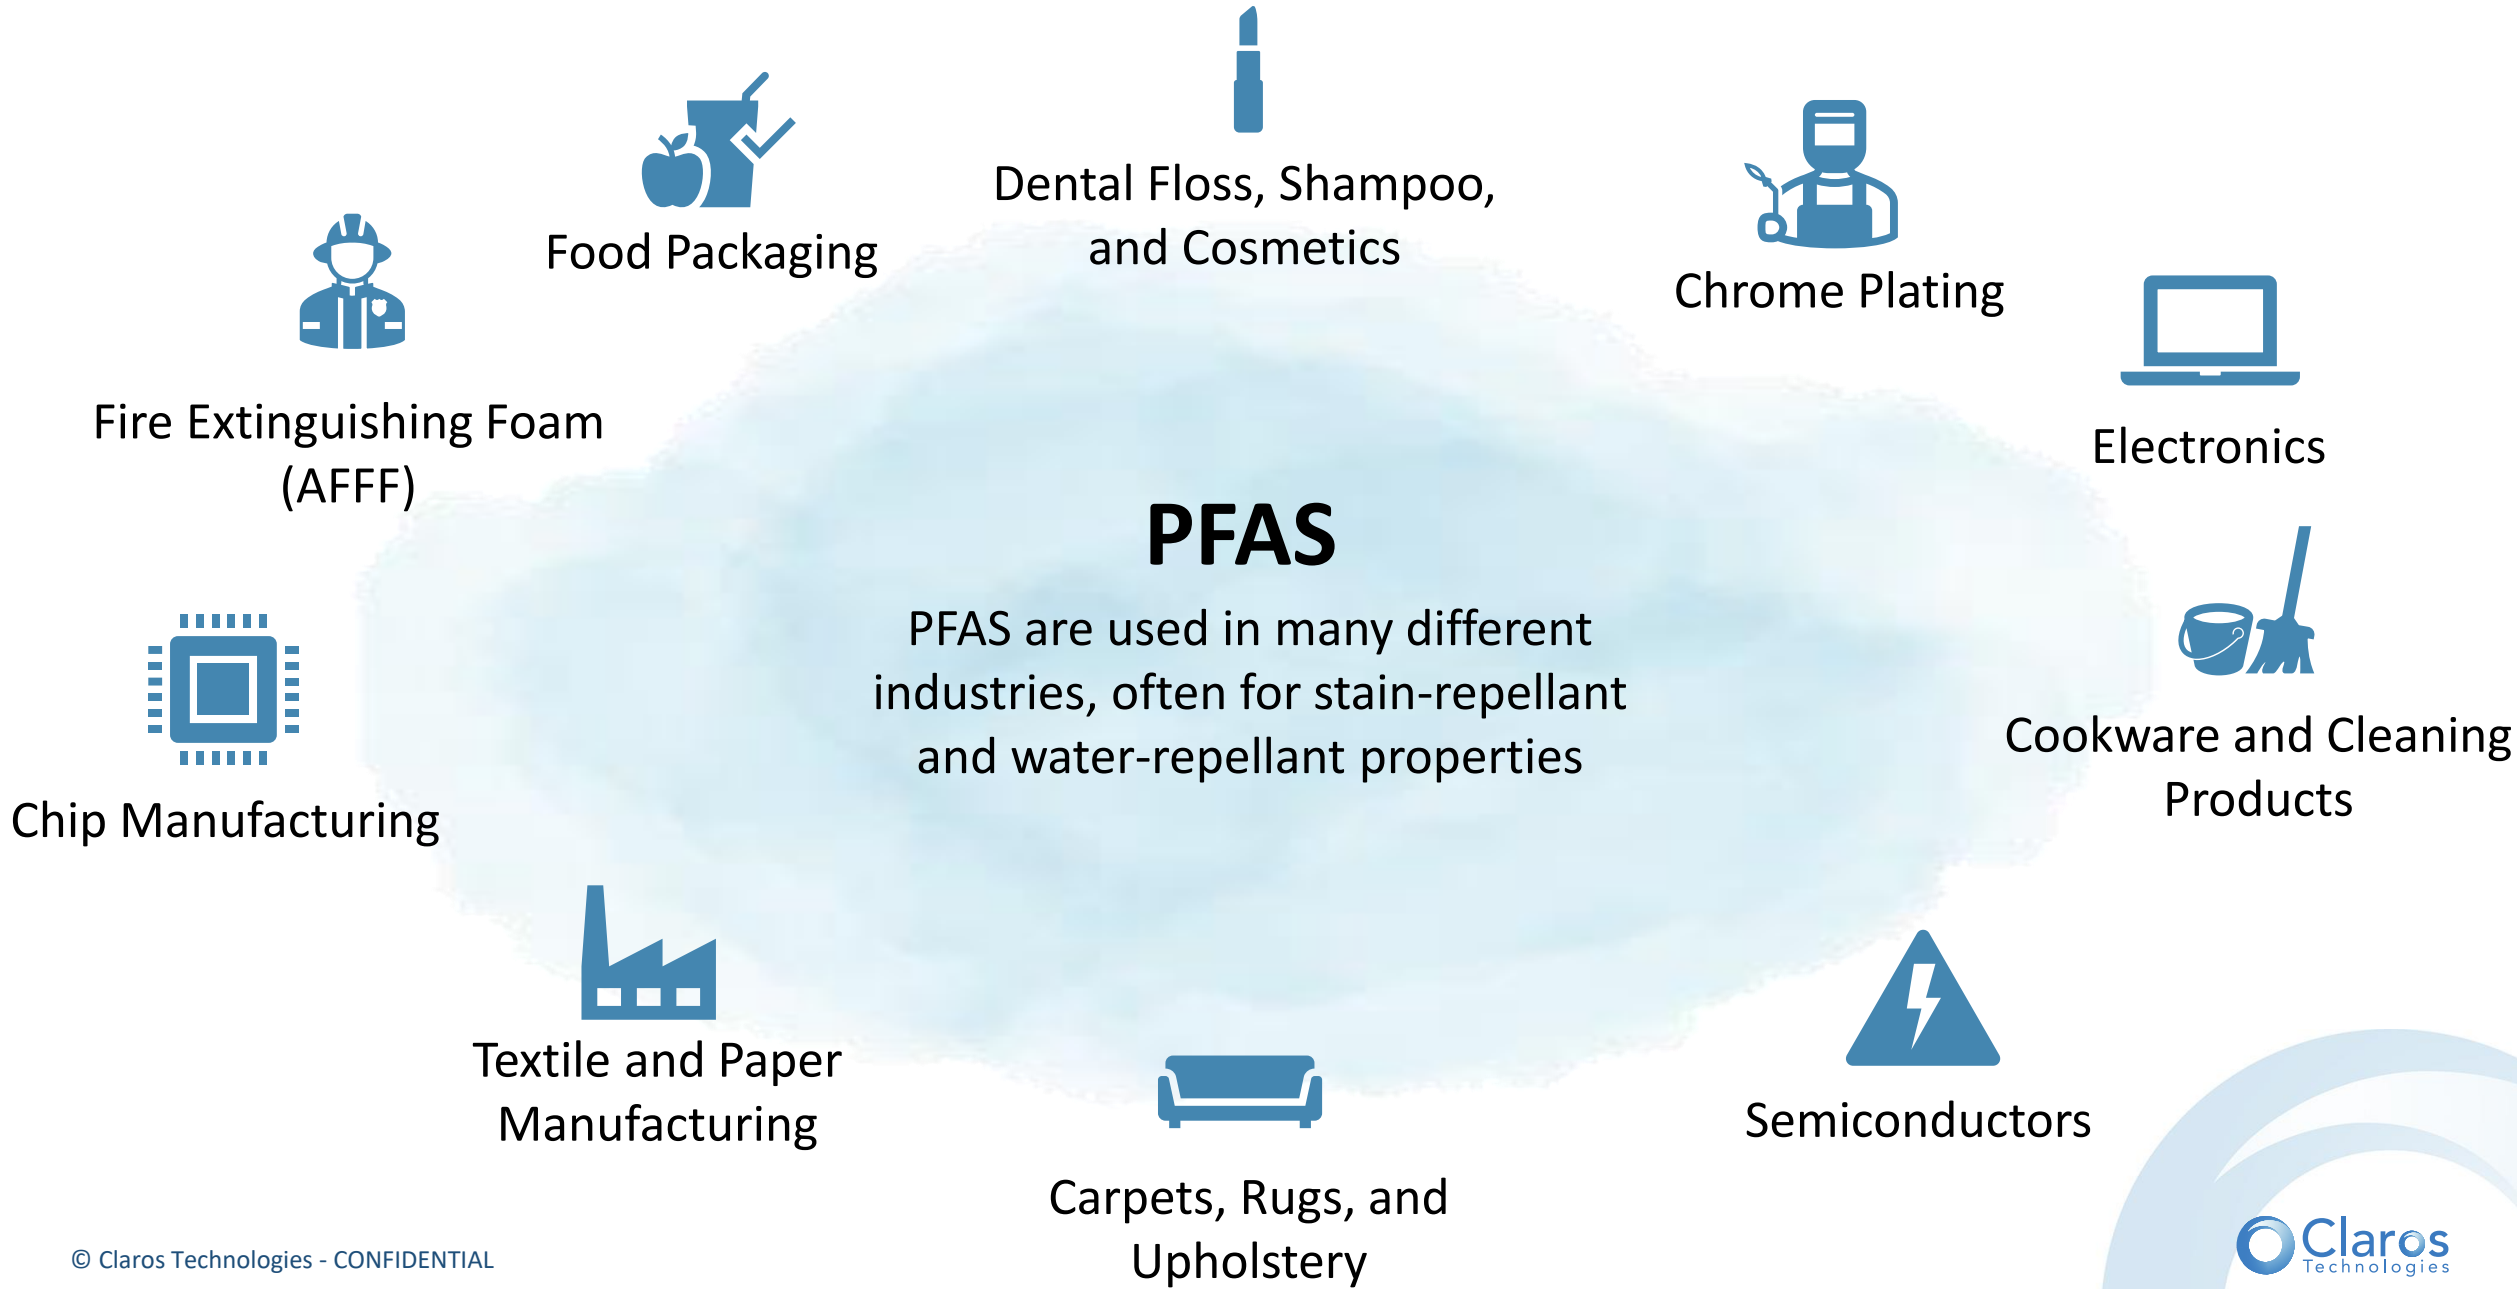 Dental Floss, Shampoo,
and Cosmetics
Food Packaging
Chrome Plating
Fire Extinguishing Foam
(AFFF)
Electronics
PFAS
PFAS are used in many different
industries, often for stain-repellant
and water-repellant properties
Cookware and Cleaning
Products
Chip Manufacturing
Textile and Paper
Manufacturing
Semiconductors
Carpets, Rugs, and
Upholstery
© Claros Technologies - CONFIDENTIAL
Claros
Technologies